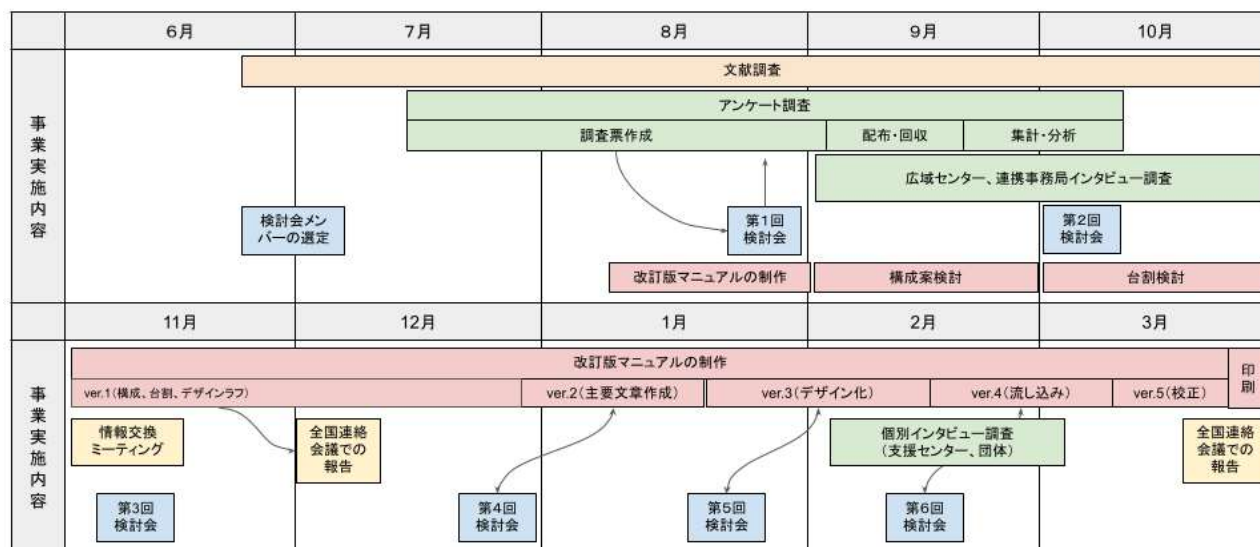 6月
7月
8月
9月
10月
事業実施内容
文献調査
アンケート調査
調査票作成
配布・回収
集計・分析
広域センター、連携事務局インタビュー調査
検討会メン
バーの選定
第1回
検討会
第2回
検討会
改訂版マニュアルの制作
構成案検討
台割検討
11月
12月
1月
2月
3月
事業実施内容
改訂版マニュアルの制作
印刷
ver.1(構成、台割、デザインラフ)
ver.2(主要文章作成)
ver.3(デザイン化)
ver.4(流し込み)
ver.5(校正)
情報交換
ミーティング
全国連絡
会議での
報告
個別インタビュー調査
(支援センター、団体)
全国連絡
会議での
報告
第3回
検討会
第4回
検討会
第5回
検討会
第6回
検討会